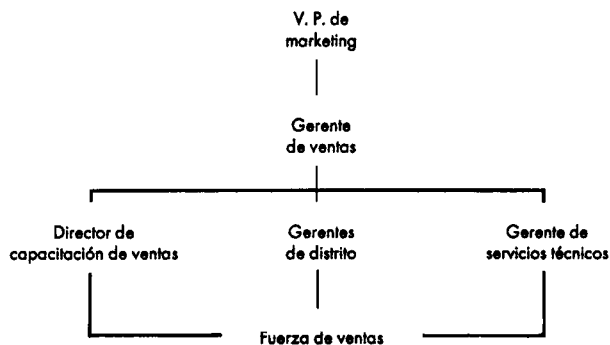 V. P. de
marketing
Gerente
de ventas
Director de
capacitación de ventas
Gerentes
de distrito
Gerente de
servicios técnicos
Fuerza de ventas